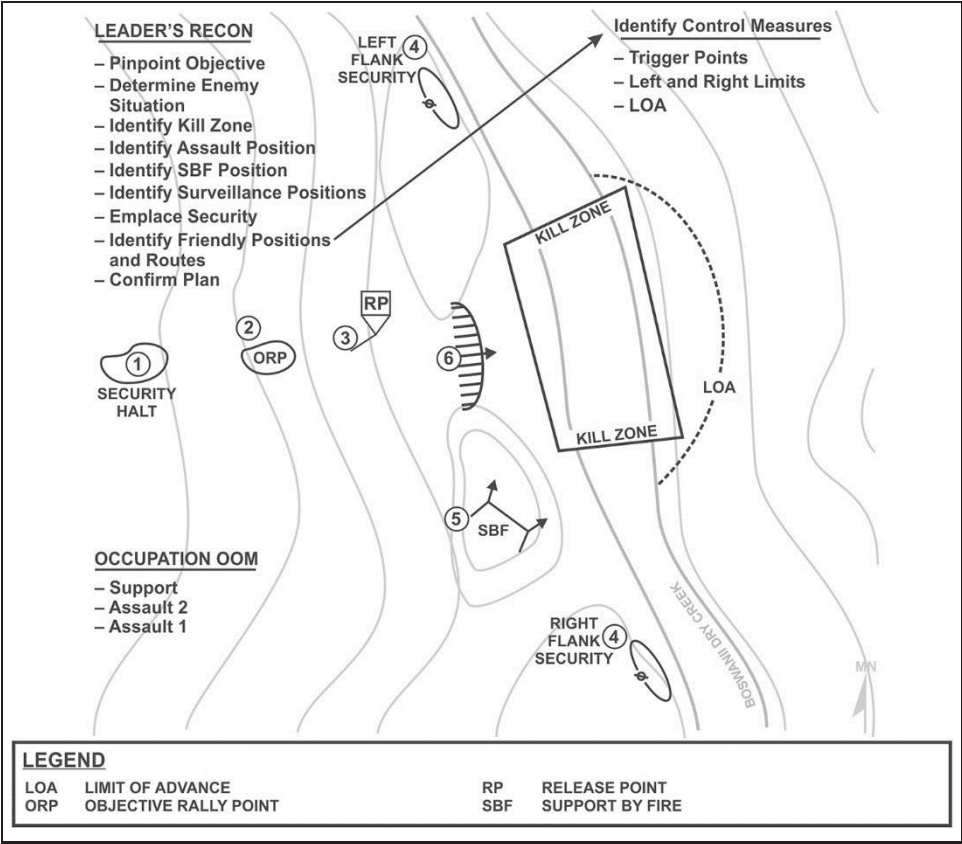 LEADER'S RECON
– Pinpoint Objective
– Determine Enemy
Situation
– Identify Kill Zone
– Identify Assault Position
– Identify SBF Position
– Identify Surveillance Positions
– Emplace Security
– Identify Friendly Positions
and Routes
– Confirm Plan
Identify Control Measures
– Trigger Points
– Left and Right Limits
– LOA
LEFT
FLANK
SECURITY
4
KILL ZONE
RP
3
2
ORP
1
SECURITY
HALT
6
LOA
KILL ZONE
5
SBF
OCCUPATION OOM
– Support
– Assault 2
– Assault 1
RIGHT
FLANK
SECURITY
4
BOSWANII DRY CREEK
MN
LEGEND
LOA LIMIT OF ADVANCE
ORP OBJECTIVE RALLY POINT
RP RELEASE POINT
SBF SUPPORT BY FIRE